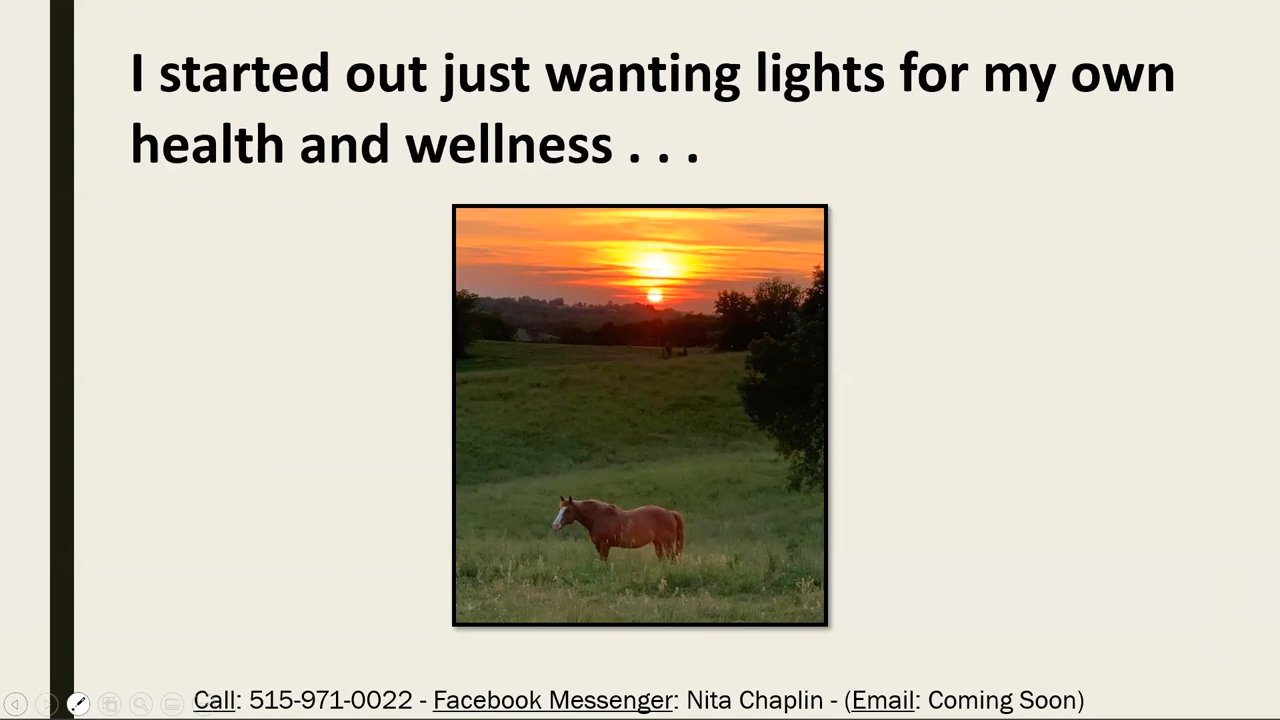 I started out just wanting lights for my own
health and wellness . . .
Call: 515-971-0022 - Facebook Messenger: Nita Chaplin - (Email: Coming Soon)